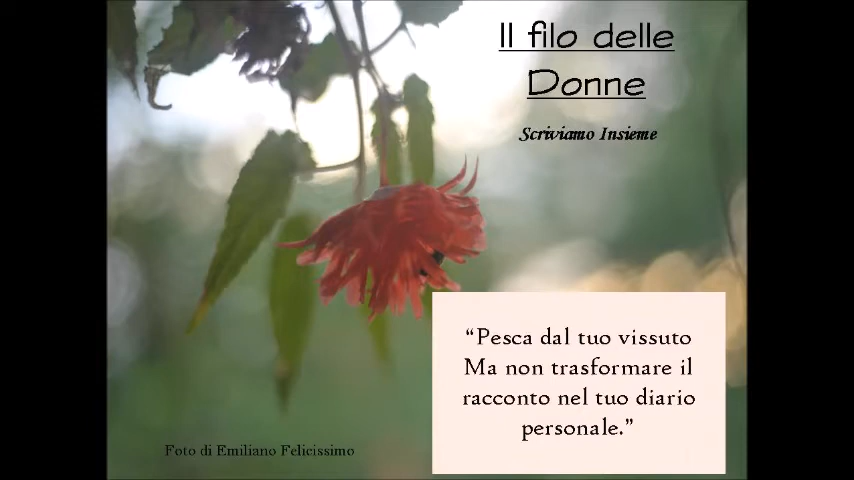 Il filo delle
Donne
Scriviamo Insieme
“Pesca dal tuo vissuto
Ma non trasformare il
racconto nel tuo diario
personale.”
Foto di Emiliano Felicissimo